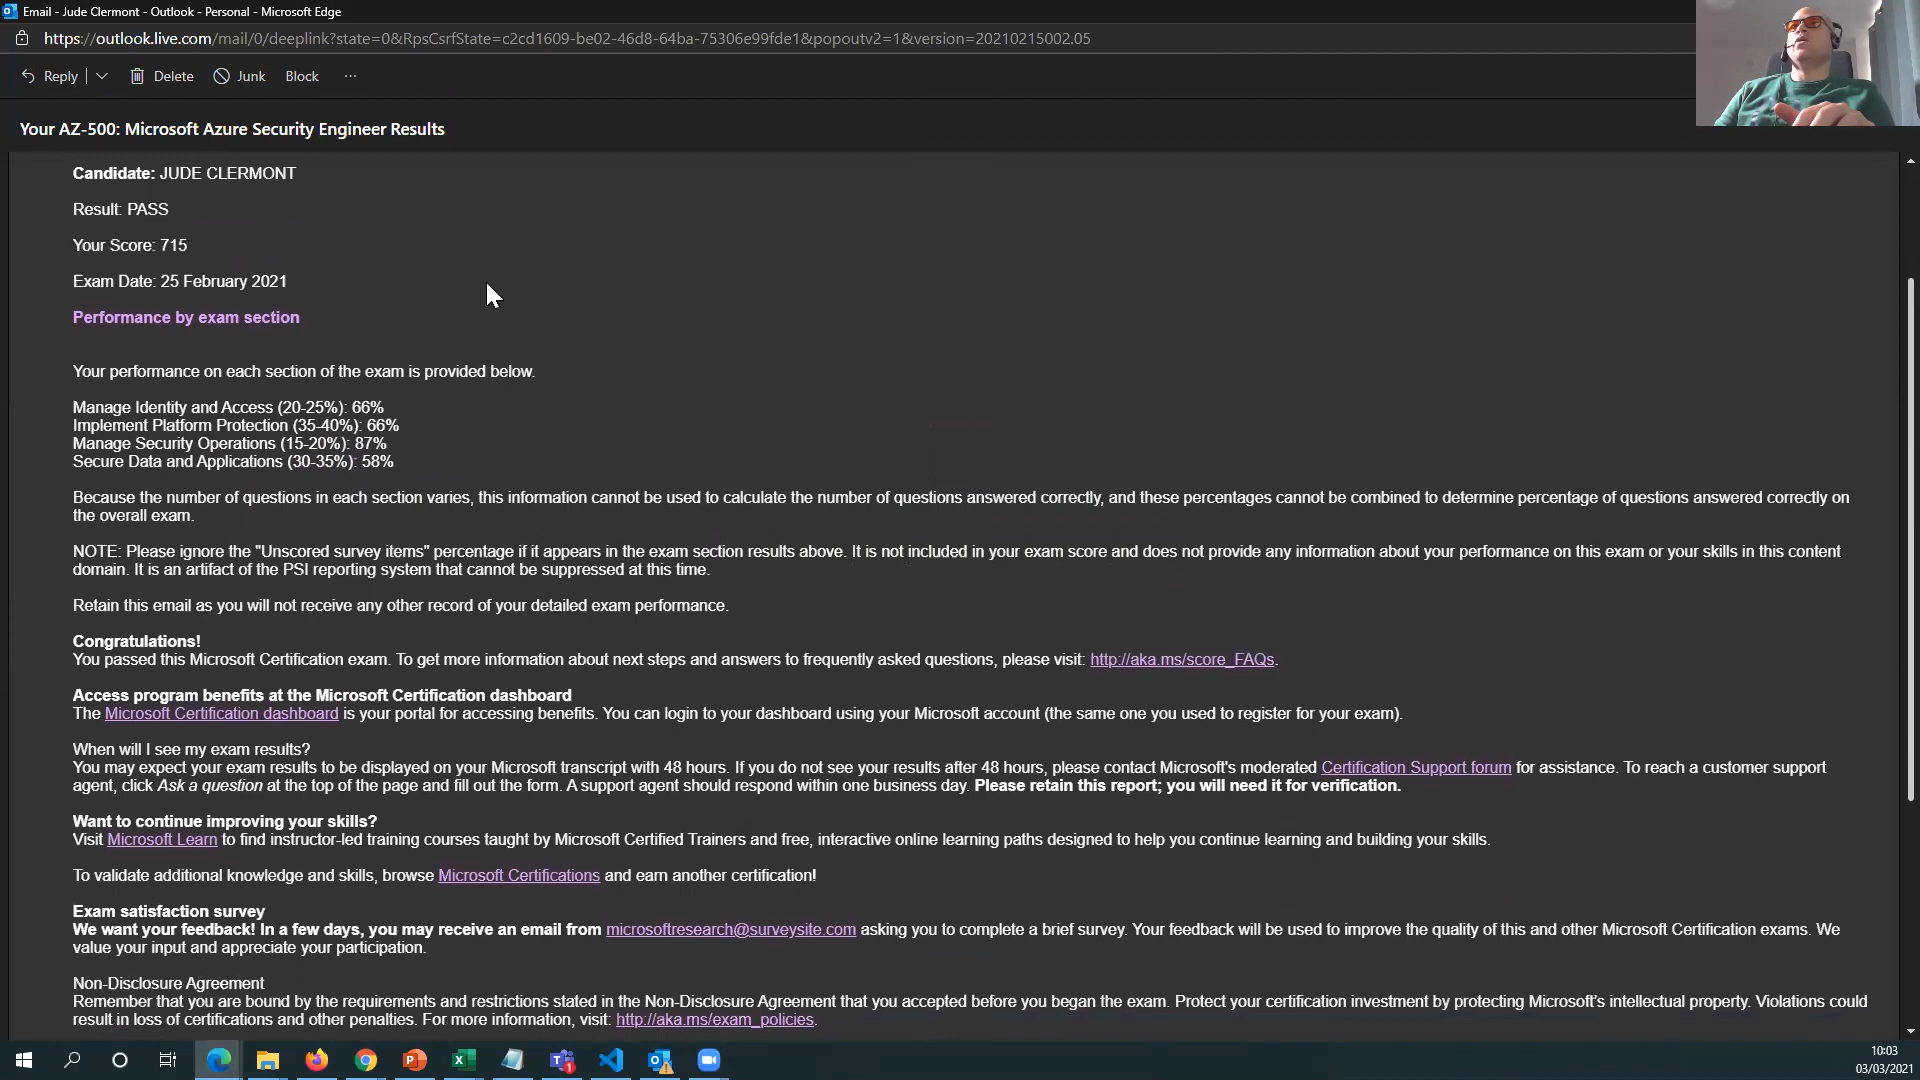 Email - Jude Clermont - Outlook - Personal - Microsoft Edge
https://outlook.live.com/mail/0/deeplink?state=0&RpsCsrfState=c2cd1609-be02-46d8-64ba-75306e99fde1&popoutv2=1&version=20210215002.05
Reply Delete Junk Block ...
Your AZ-500: Microsoft Azure Security Engineer Results
Candidate: JUDE CLERMONT
Result: PASS
Your Score: 715
Exam Date: 25 February 2021
Performance by exam section
Your performance on each section of the exam is provided below.
Manage Identity and Access (20-25%): 66%
Implement Platform Protection (35-40%): 66%
Manage Security Operations (15-20%): 87%
Secure Data and Applications (30-35%): 58%
Because the number of questions in each section varies, this information cannot be used to calculate the number of questions answered correctly, and these percentages cannot be combined to determine percentage of questions answered correctly on
the overall exam.
NOTE: Please ignore the "Unscored survey items" percentage if it appears in the exam section results above. It is not included in your exam score and does not provide any information about your performance on this exam or your skills in this content
domain. It is an artifact of the PSI reporting system that cannot be suppressed at this time.
Retain this email as you will not receive any other record of your detailed exam performance.
Congratulations!
You passed this Microsoft Certification exam. To get more information about next steps and answers to frequently asked questions, please visit: http://aka.ms/score_FAQs.
Access program benefits at the Microsoft Certification dashboard
The Microsoft Certification dashboard is your portal for accessing benefits. You can login to your dashboard using your Microsoft account (the same one you used to register for your exam).
When will I see my exam results?
You may expect your exam results to be displayed on your Microsoft transcript with 48 hours. If you do not see your results after 48 hours, please contact Microsoft's moderated Certification Support forum for assistance. To reach a customer support
agent, click Ask a question at the top of the page and fill out the form. A support agent should respond within one business day. Please retain this report; you will need it for verification.
Want to continue improving your skills?
Visit Microsoft Learn to find instructor-led training courses taught by Microsoft Certified Trainers and free, interactive online learning paths designed to help you continue learning and building your skills.
To validate additional knowledge and skills, browse Microsoft Certifications and earn another certification!
Exam satisfaction survey
We want your feedback! In a few days, you may receive an email from microsoftresearch@surveysite.com asking you to complete a brief survey. Your feedback will be used to improve the quality of this and other Microsoft Certification exams. We
value your input and appreciate your participation.
Non-Disclosure Agreement
Remember that you are bound by the requirements and restrictions stated in the Non-Disclosure Agreement that you accepted before you began the exam. Protect your certification investment by protecting Microsoft's intellectual property. Violations could
result in loss of certifications and other penalties. For more information, visit: http://aka.ms/exam_policies.
10:03
03/03/2021